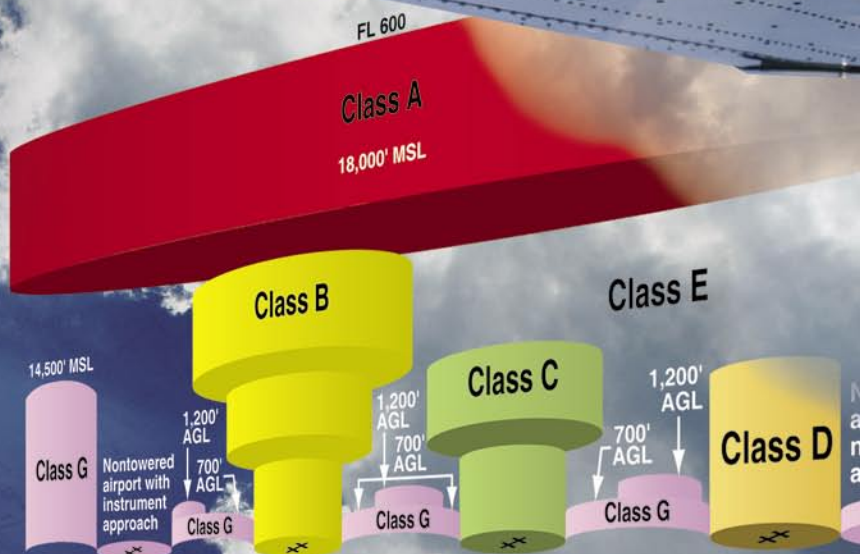 FL 600
Class A
18,000' MSL
Class B
Class E
Class C
14,500' MSL
Class G
Nontowered
airport with
instrument
approach
1,200'
AGL
700'
AGL
Class G
1,200'
AGL
700'
AGL
Class G
700'
AGL
1,200'
AGL
Class G
Class D